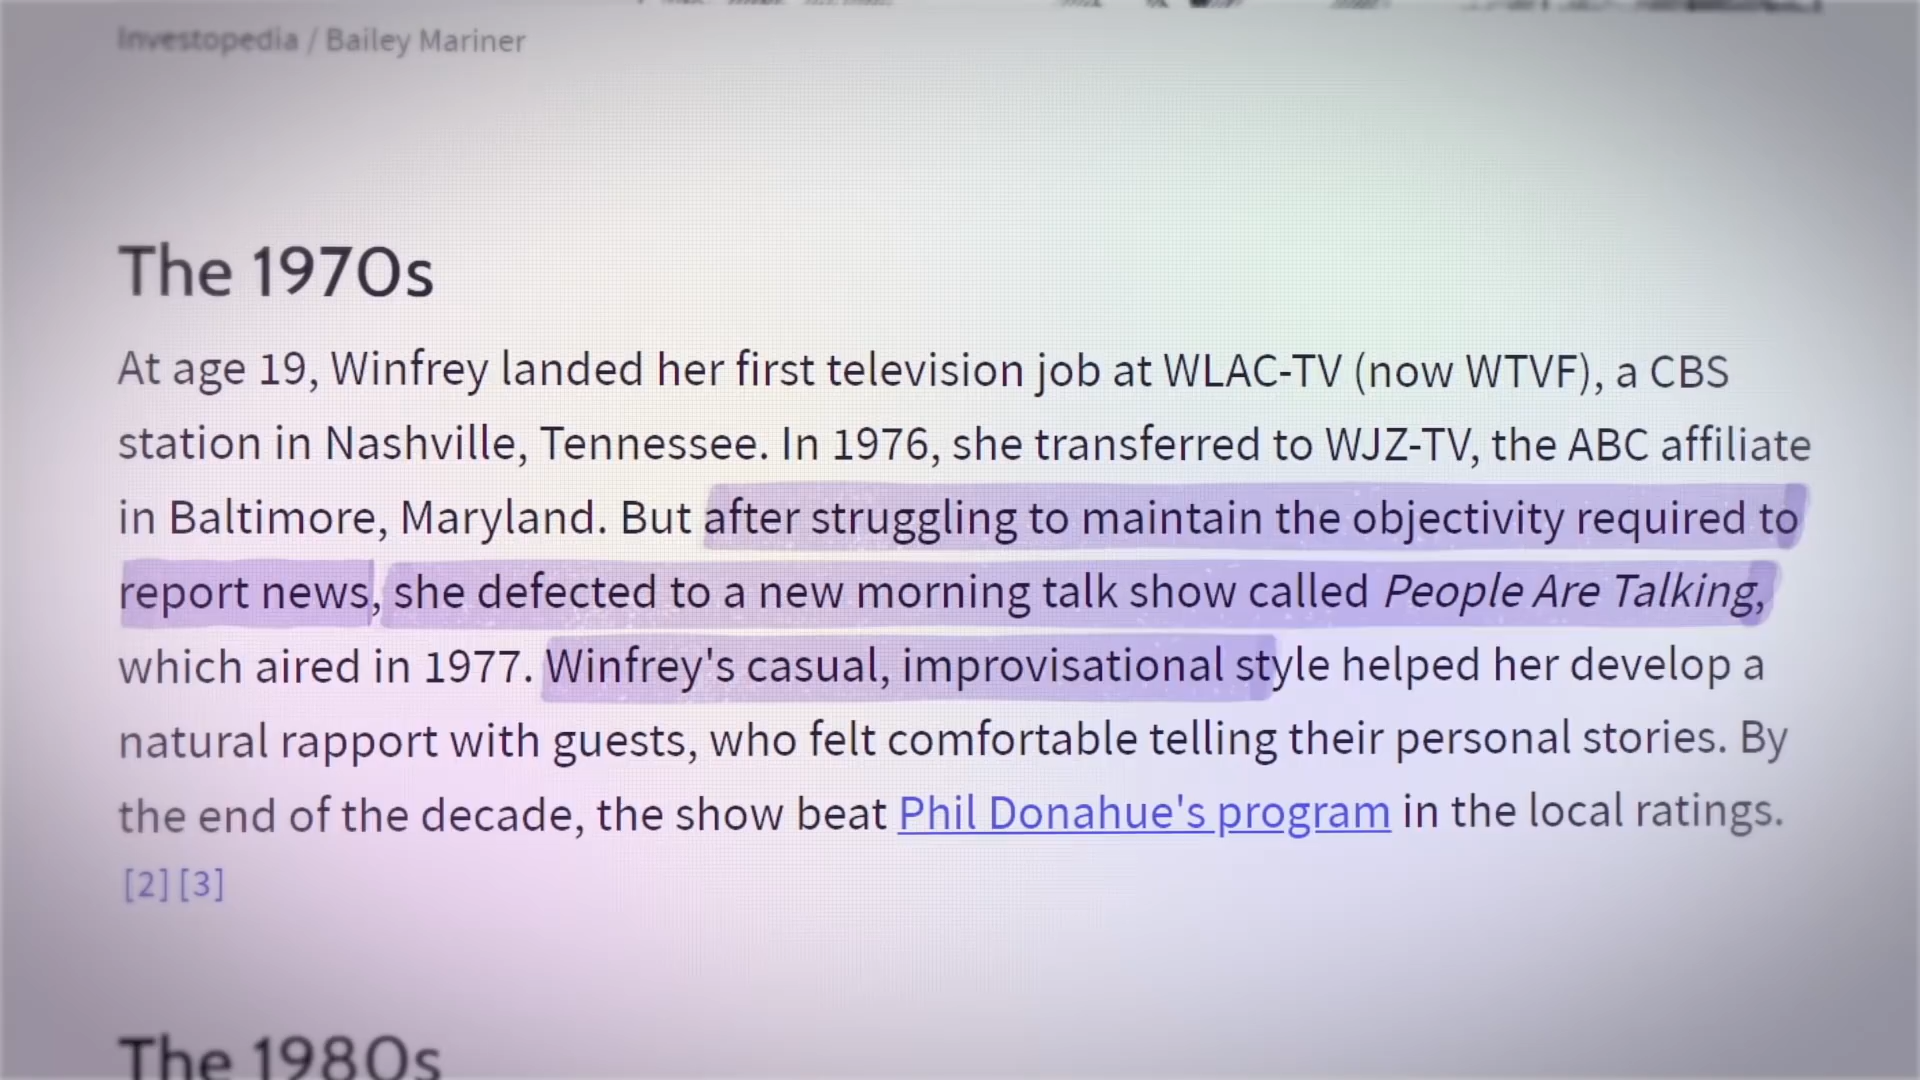 Investopedia / Bailey Mariner
The 1970s
At age 19, Winfrey landed her first television job at WLAC-TV (now WTVF), a CBS
station in Nashville, Tennessee. In 1976, she transferred to WJZ-TV, the ABC affiliate
in Baltimore, Maryland. But after struggling to maintain the objectivity required to
report news, she defected to a new morning talk show called People Are Talking,
which aired in 1977. Winfrey's casual, improvisational style helped her develop a
natural rapport with guests, who felt comfortable telling their personal stories. By
the end of the decade, the show beat Phil Donahue's program in the local ratings.
[2] [3]
The 1980s